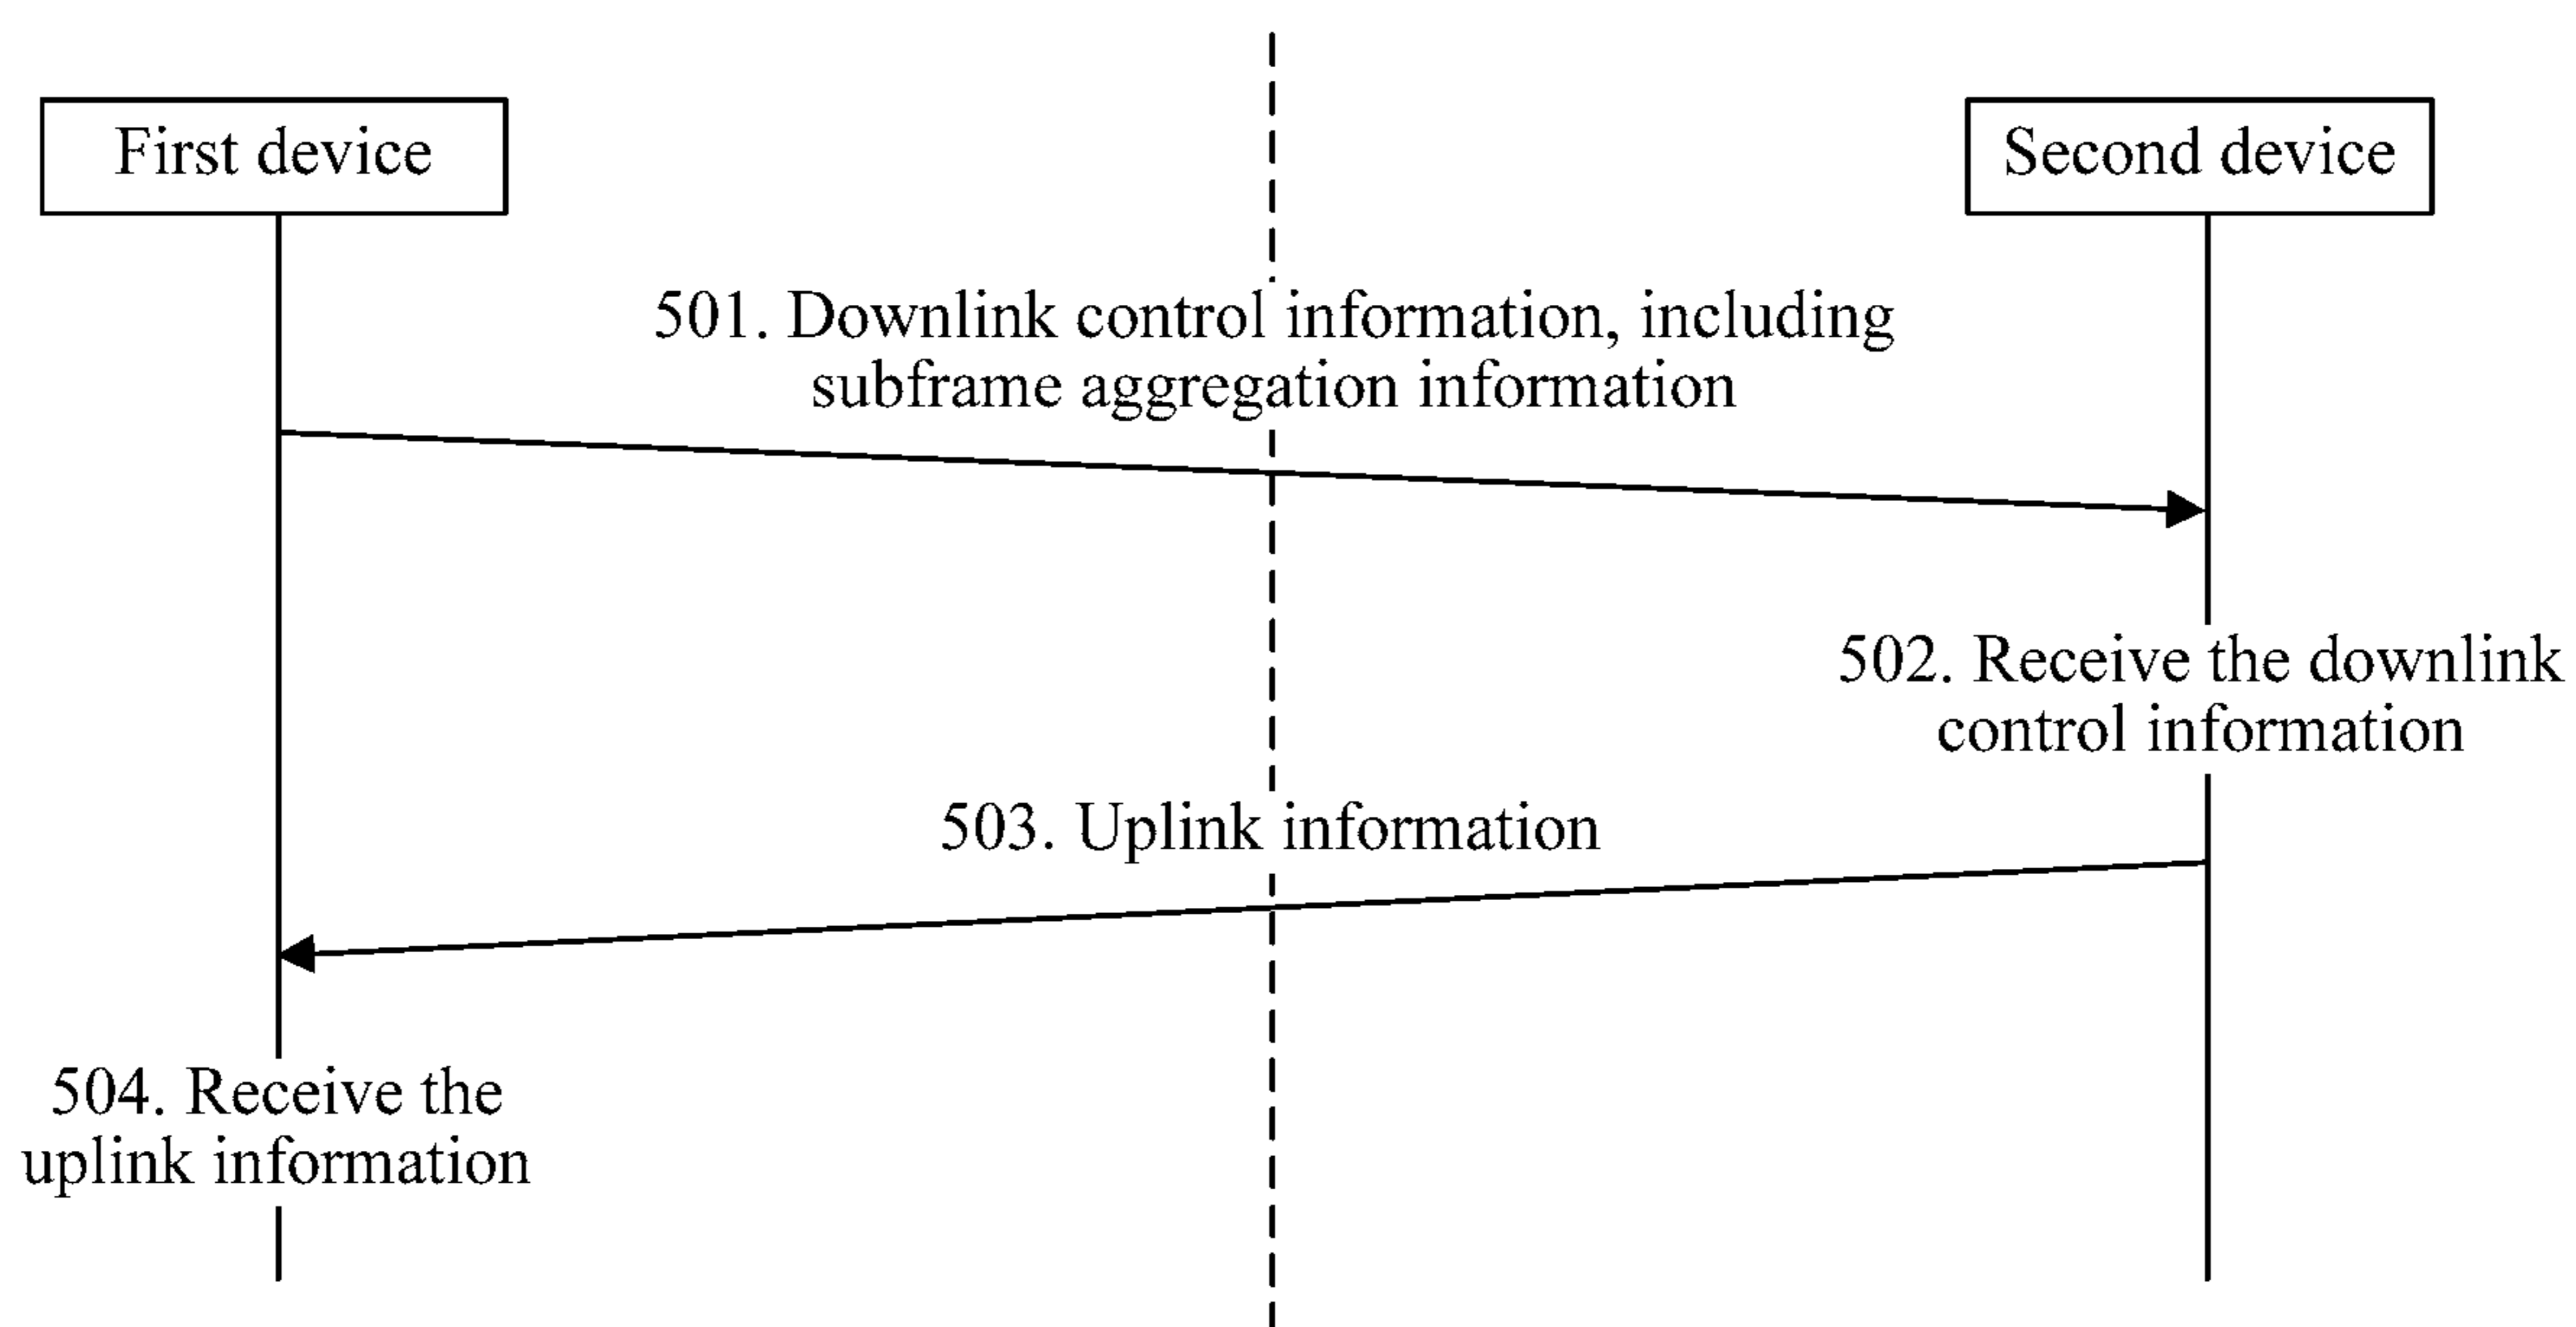 First device
Second device
501. Downlink control information, including
subframe aggregation information
502. Receive the downlink
control information
503. Uplink information
504. Receive the
uplink information